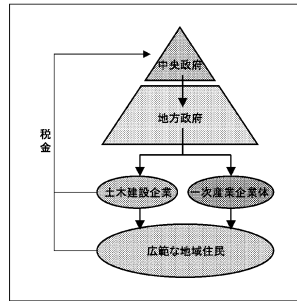 中央政府
地方政府
税金
土木建設企業
一次産業企業体
広範な地域住民